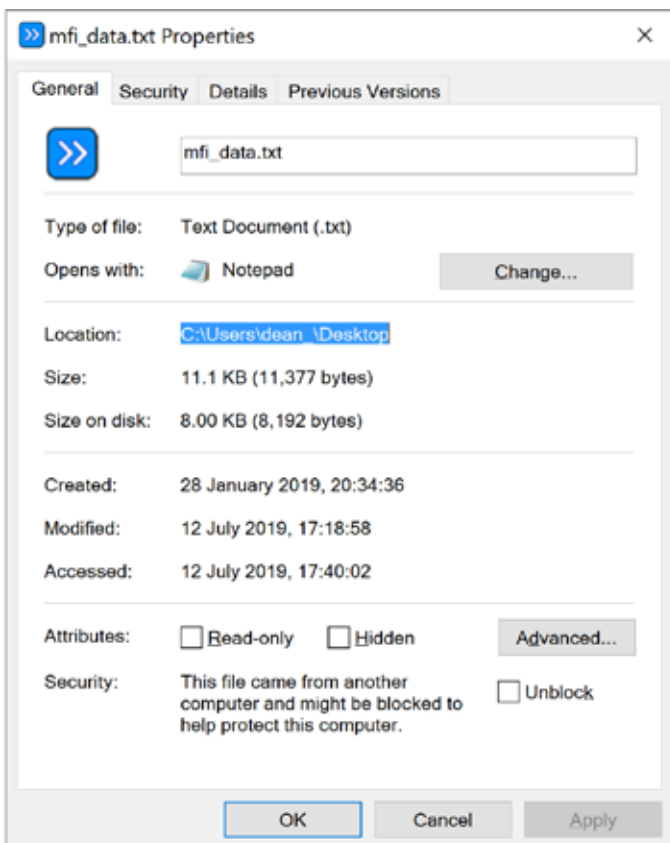 mfi_data.txt Properties
General Security Details Previous Versions
mfi_data.txt
Type of file: Text Document (.txt)
Opens with: Notepad Change...
Location: C:\Users\dean_\Desktop
Size: 11.1 KB (11,377 bytes)
Size on disk: 8.00 KB (8,192 bytes)
Created: 28 January 2019, 20:34:36
Modified: 12 July 2019, 17:18:58
Accessed: 12 July 2019, 17:40:02
Attributes: Read-only Hidden Advanced...
Security: This file came from another
computer and might be blocked to
help protect this computer.
Unblock
OK Cancel Apply